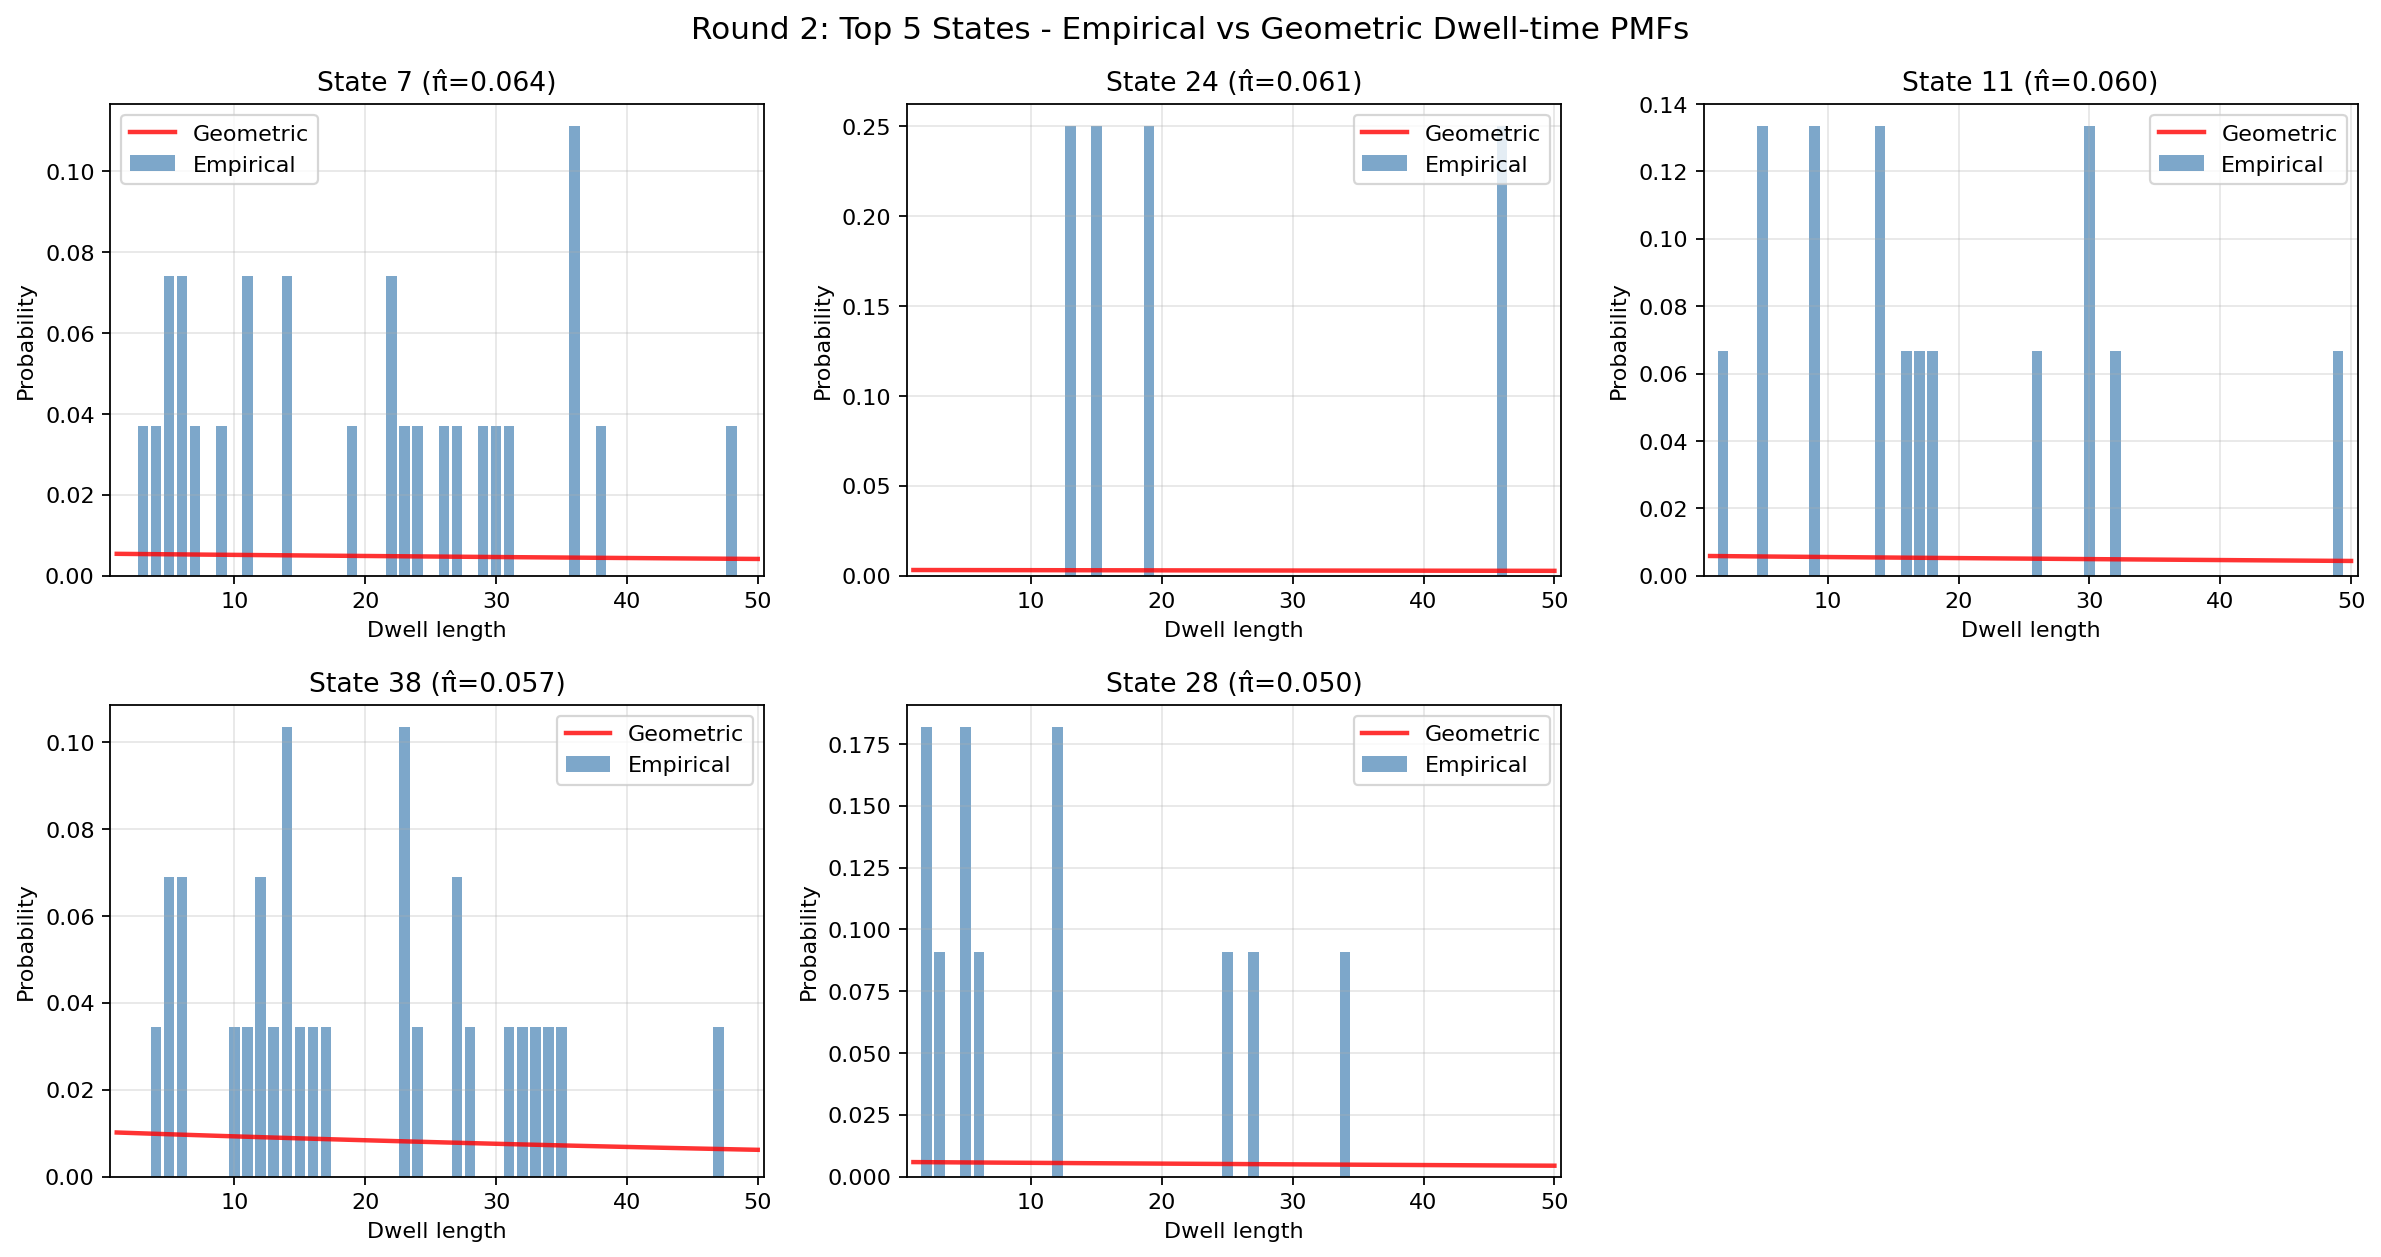 Round 2: Top 5 States - Empirical vs Geometric Dwell-time PMFs
State 7 (π̂=0.064)
Geometric
Empirical
0.10
0.08
0.06
0.04
0.02
0.00
Probability
10 20 30 40 50
Dwell length
State 24 (π̂=0.061)
Geometric
Empirical
0.25
0.20
0.15
0.10
0.05
0.00
Probability
10 20 30 40 50
Dwell length
State 11 (π̂=0.060)
Geometric
Empirical
0.14
0.12
0.10
0.08
0.06
0.04
0.02
0.00
Probability
10 20 30 40 50
Dwell length
State 38 (π̂=0.057)
Geometric
Empirical
0.10
0.08
0.06
0.04
0.02
0.00
Probability
10 20 30 40 50
Dwell length
State 28 (π̂=0.050)
Geometric
Empirical
0.175
0.150
0.125
0.100
0.075
0.050
0.025
0.000
Probability
10 20 30 40 50
Dwell length